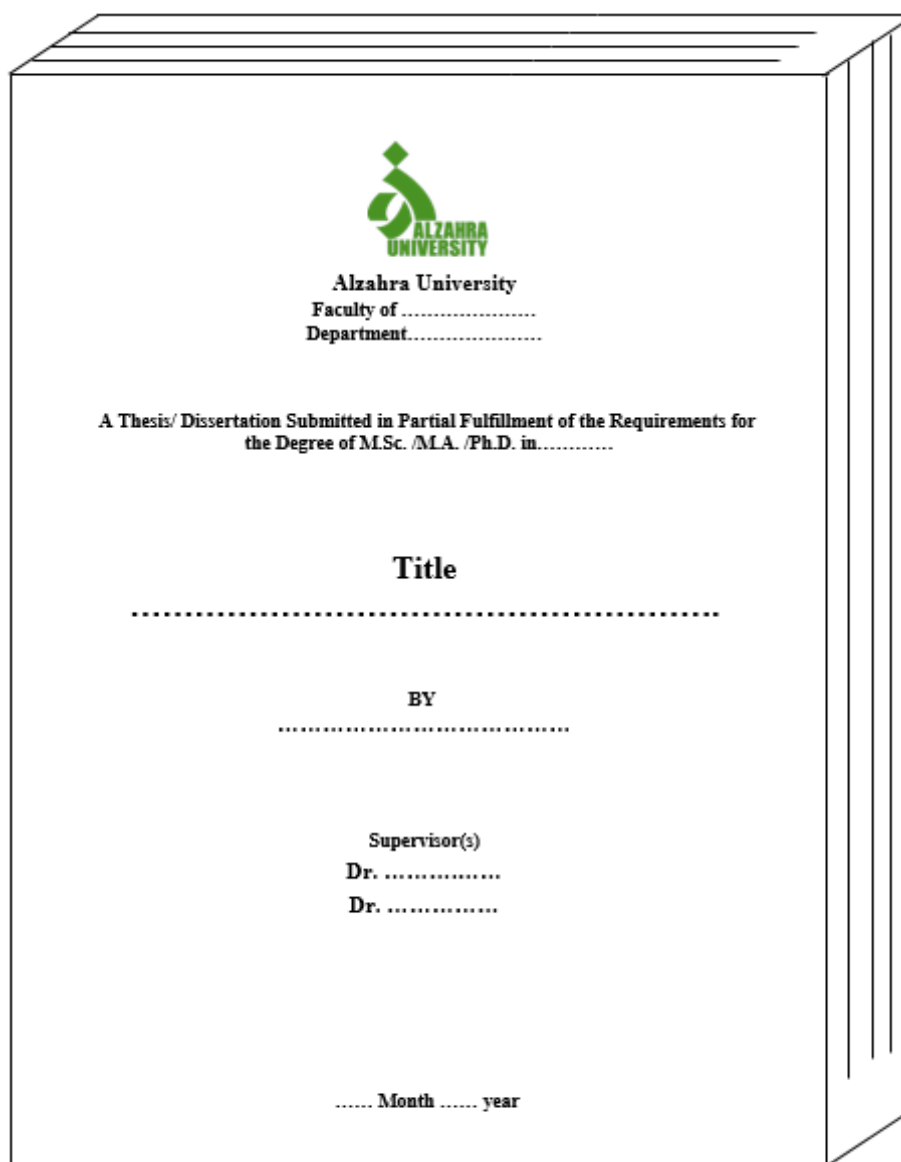 ALZAHRA
UNIVERSITY
Alzahra University
Faculty of .....................
Department.....................
A Thesis/ Dissertation Submitted in Partial Fulfillment of the Requirements for
the Degree of M.Sc. /M.A. /Ph.D. in............
Title
.......................................................
BY
.......................................
Supervisor(s)
Dr. ...............
Dr. ...............
...... Month ...... year